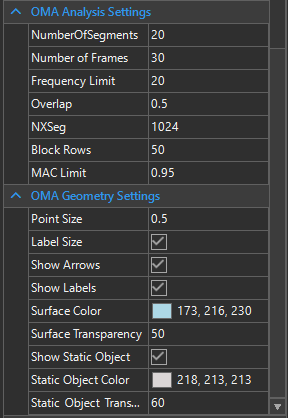 OMA Analysis Settings
NumberOfSegments 20
Number of Frames 30
Frequency Limit 20
Overlap 0.5
NXSeg 1024
Block Rows 50
MAC Limit 0.95
OMA Geometry Settings
Point Size 0.5
Label Size
Show Arrows
Show Labels
Surface Color 173, 216, 230
Surface Transparency 50
Show Static Object
Static Object Color 218, 213, 213
Static Object Trans... 60